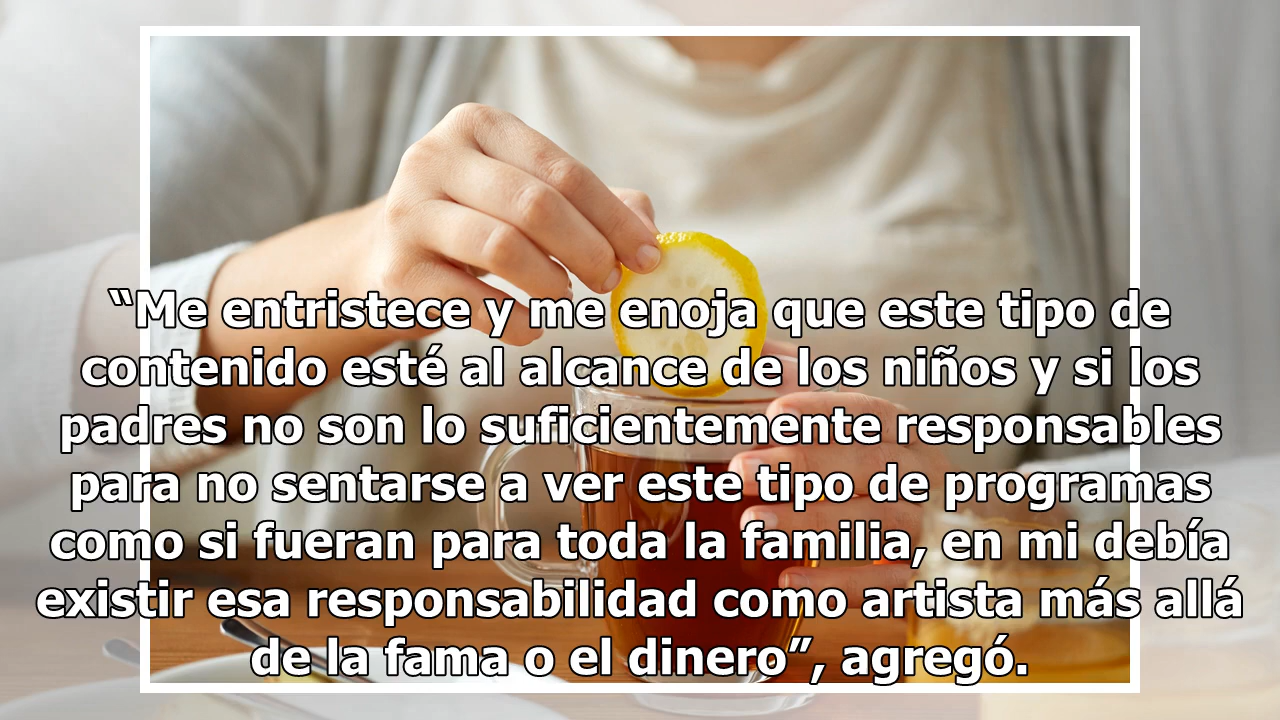 “Me entristece y me enoja que este tipo de
contenido esté al alcance de los niños y si los
padres no son lo suficientemente responsables
para no sentarse a ver este tipo de programas
como si fueran para toda la familia, en mi debía
existir esa responsabilidad como artista más allá
de la fama o el dinero”, agregó.